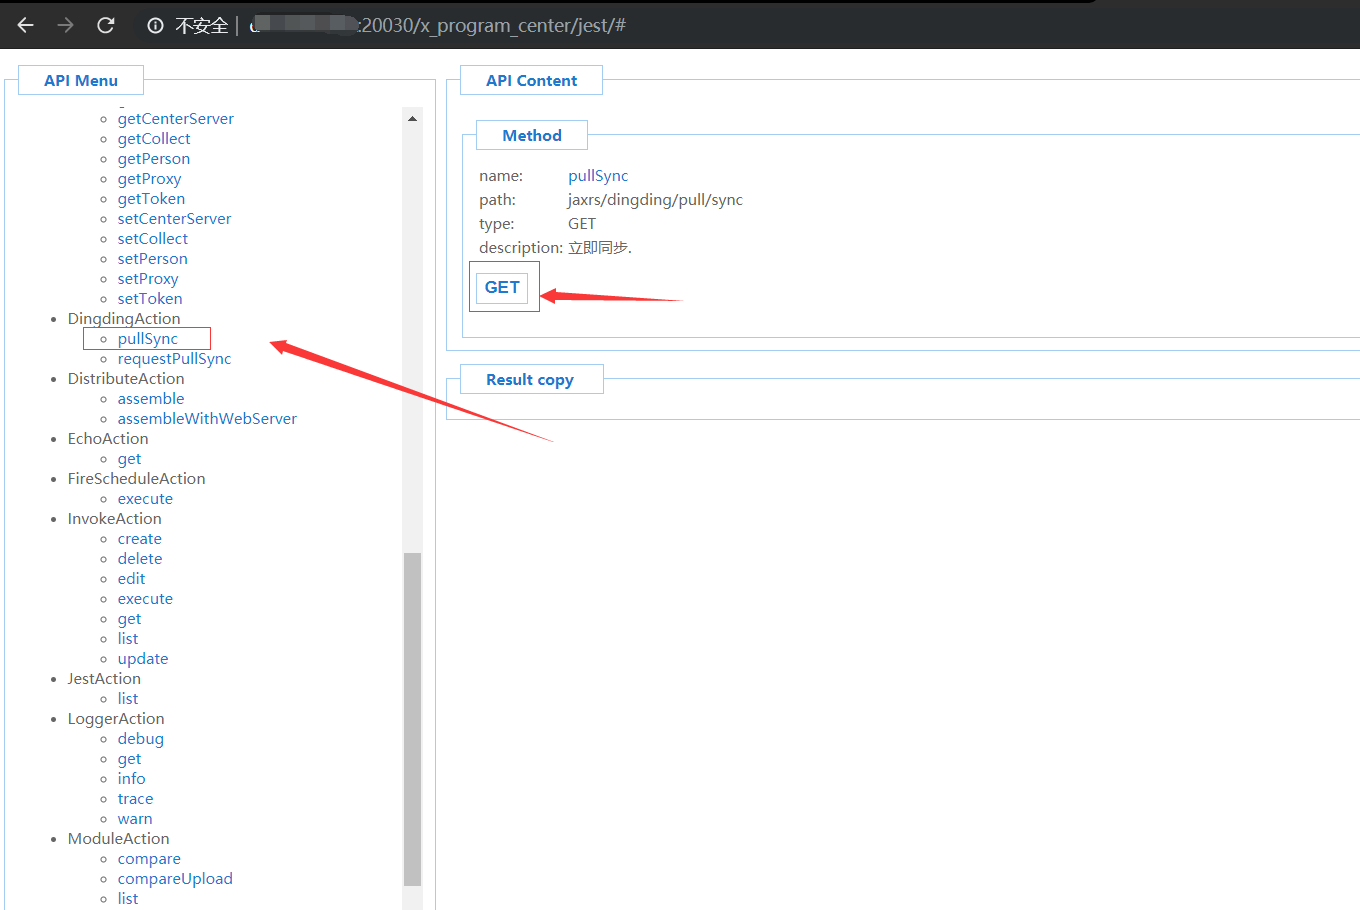 不安全 | :20030/x_program_center/jest/#
API Menu
getCenterServer
getCollect
getPerson
getProxy
getToken
setCenterServer
setCollect
setPerson
setProxy
setToken
DingdingAction
pullSync
requestPullSync
DistributeAction
assemble
assembleWithWebServer
EchoAction
get
FireScheduleAction
execute
InvokeAction
create
delete
edit
execute
get
list
update
JestAction
list
LoggerAction
debug
get
info
trace
warn
ModuleAction
compare
compareUpload
list
API Content
Method
name: pullSync
path: jaxrs/dingding/pull/sync
type: GET
description: 立即同步.
GET
Result copy